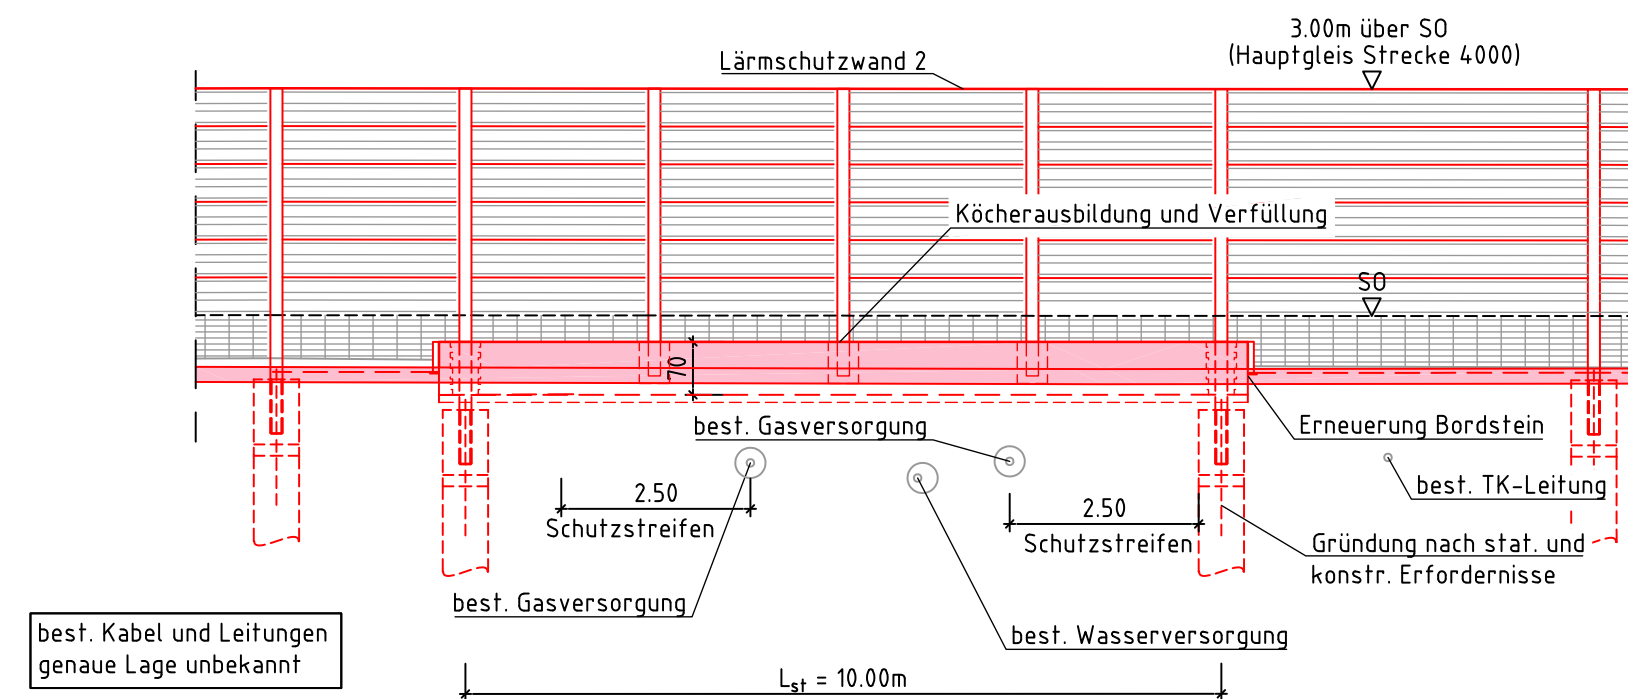 3.00m über SO
(Hauptgleis Strecke 4000)
Lärmschutzwand 2
Köcherausbildung und Verfüllung
SO
70
best. Gasversorgung
Erneuerung Bordstein
2.50
Schutzstreifen
2.50
Schutzstreifen
best. TK-Leitung
Gründung nach stat. und
konstr. Erfordernisse
best. Gasversorgung
best. Wasserversorgung
best. Kabel und Leitungen
genaue Lage unbekannt
Lst = 10.00m